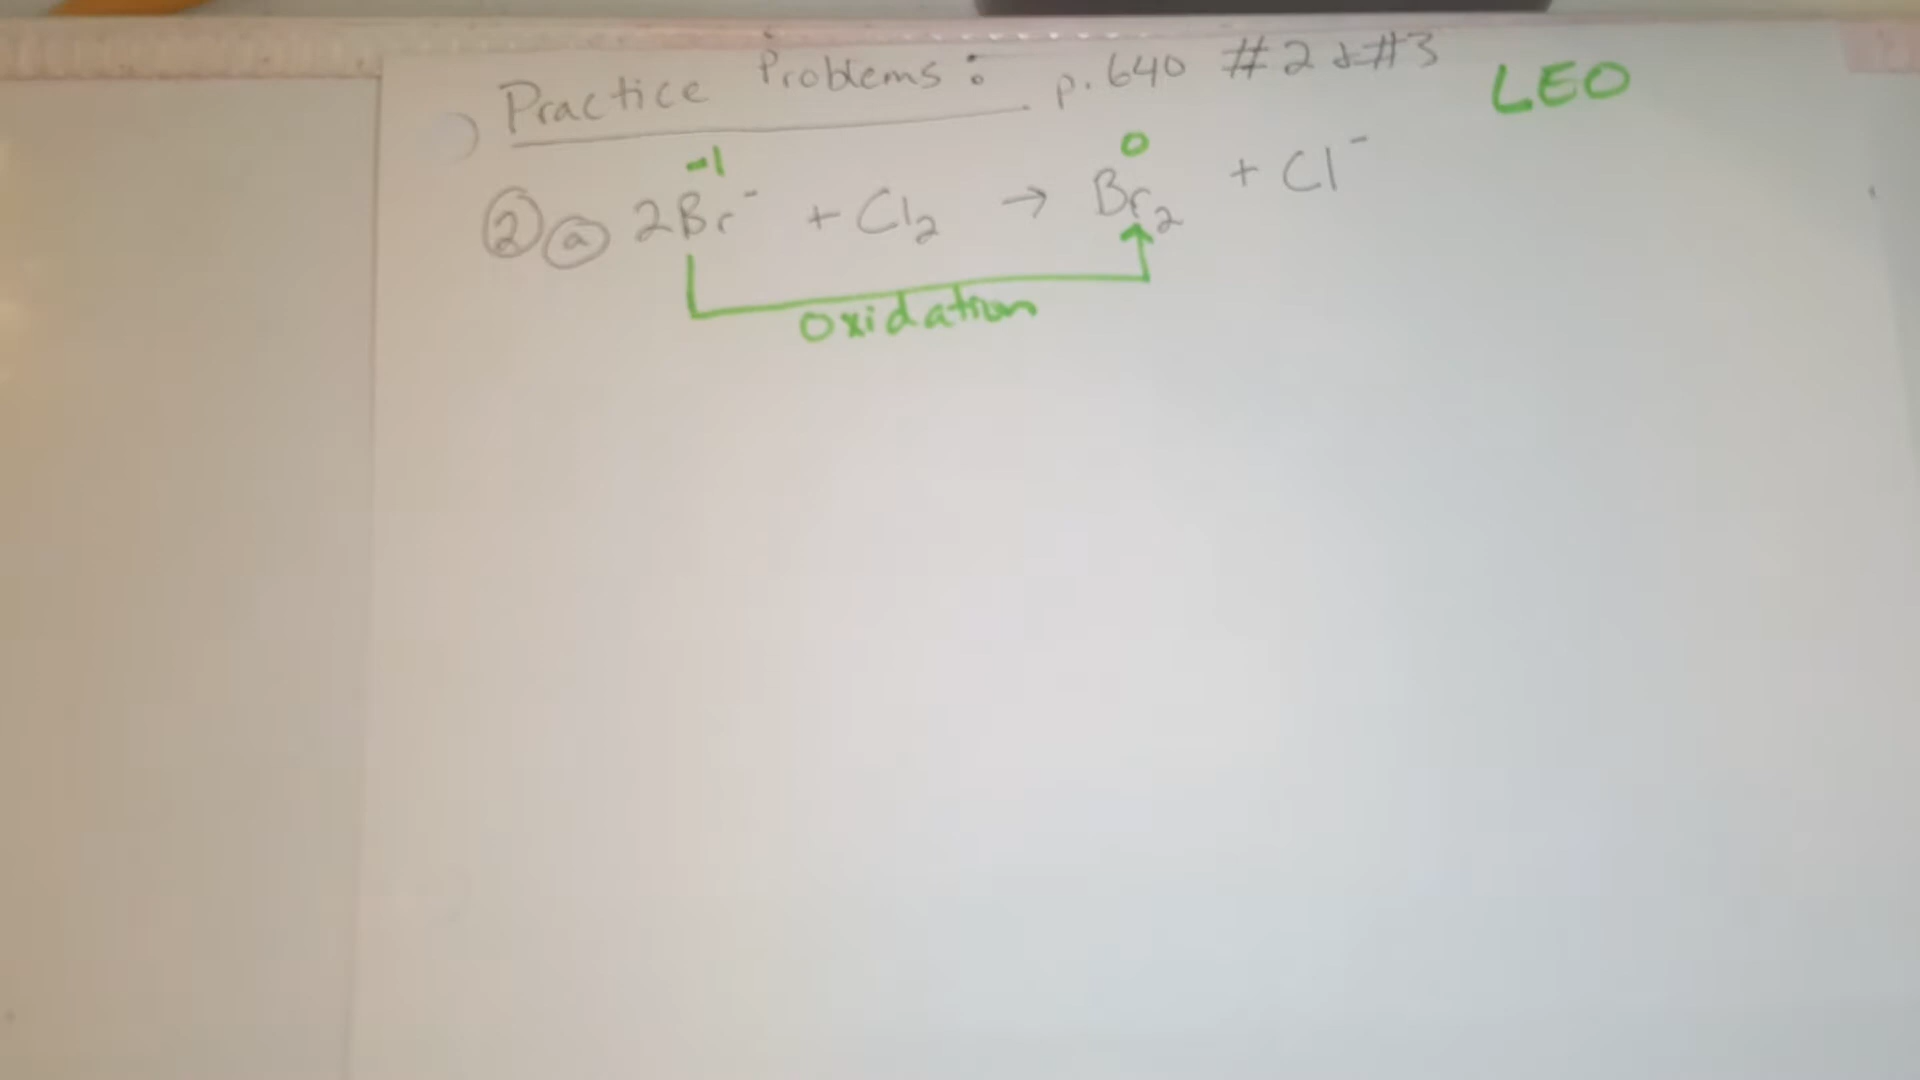 Practice Problems: p.640 #2 & #3
LEO
-1 0
② ⓐ 2Br⁻ + Cl₂ → Br₂ + Cl⁻
oxidation